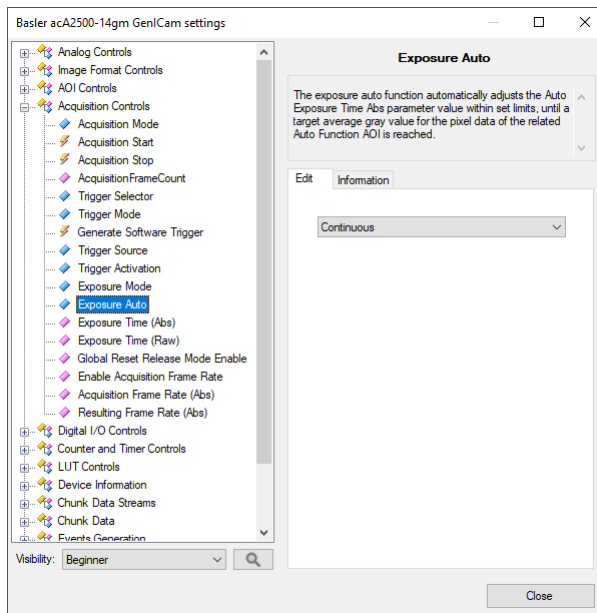 Basler acA2500-14gm GenICam settings
Analog Controls
Image Format Controls
AOI Controls
Acquisition Controls
Acquisition Mode
Acquisition Start
Acquisition Stop
AcquisitionFrameCount
Trigger Selector
Trigger Mode
Generate Software Trigger
Trigger Source
Trigger Activation
Exposure Mode
Exposure Auto
Exposure Time (Abs)
Exposure Time (Raw)
Global Reset Release Mode Enable
Enable Acquisition Frame Rate
Acquisition Frame Rate (Abs)
Resulting Frame Rate (Abs)
Digital I/O Controls
Counter and Timer Controls
LUT Controls
Device Information
Chunk Data Streams
Chunk Data
Events Generation
Visibility: Beginner
Exposure Auto
The exposure auto function automatically adjusts the Auto
Exposure Time Abs parameter value within set limits, until a
target average gray value for the pixel data of the related
Auto Function AOI is reached.
Edit Information
Continuous
Close